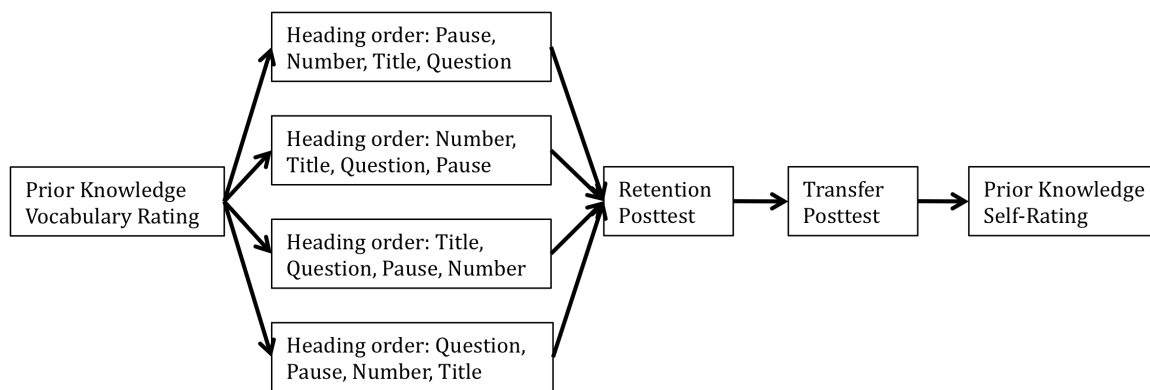 Prior Knowledge
Vocabulary Rating
Heading order: Pause,
Number, Title, Question
Heading order: Number,
Title, Question, Pause
Heading order: Title,
Question, Pause, Number
Heading order: Question,
Pause, Number, Title
Retention
Posttest
Transfer
Posttest
Prior Knowledge
Self-Rating